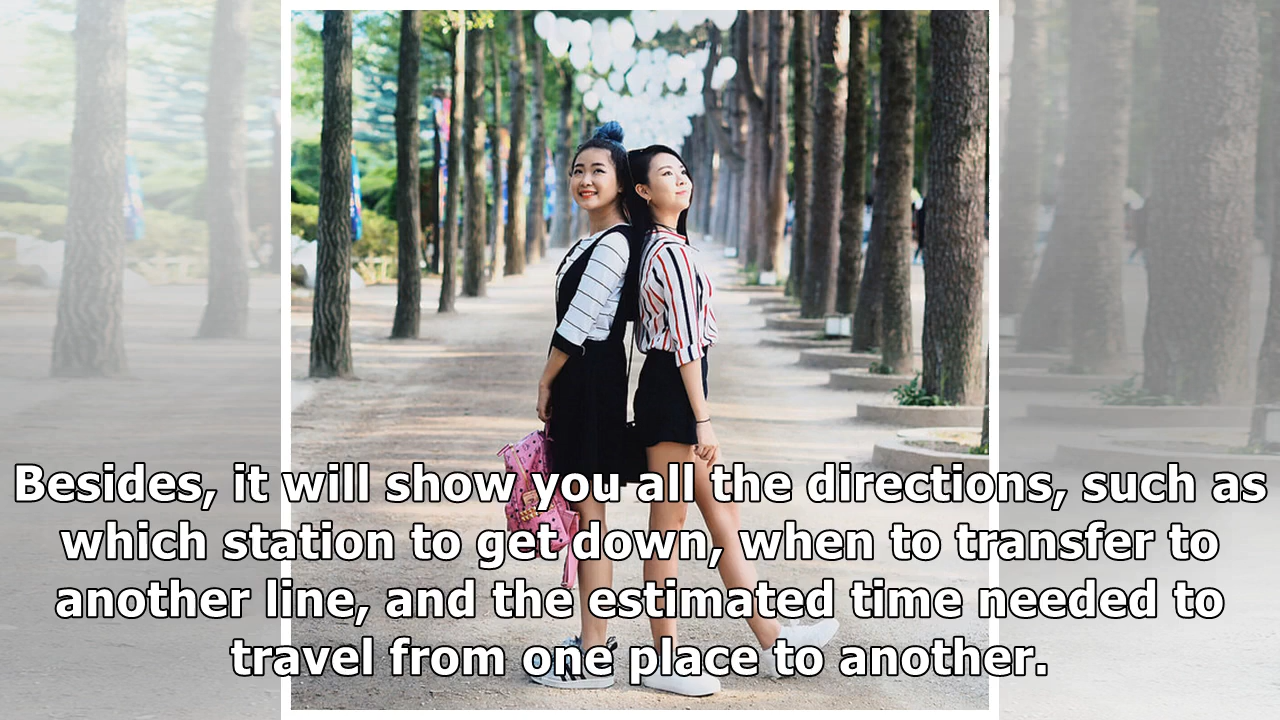 Besides, it will show you all the directions, such as
which station to get down, when to transfer to
another line, and the estimated time needed to
travel from one place to another.